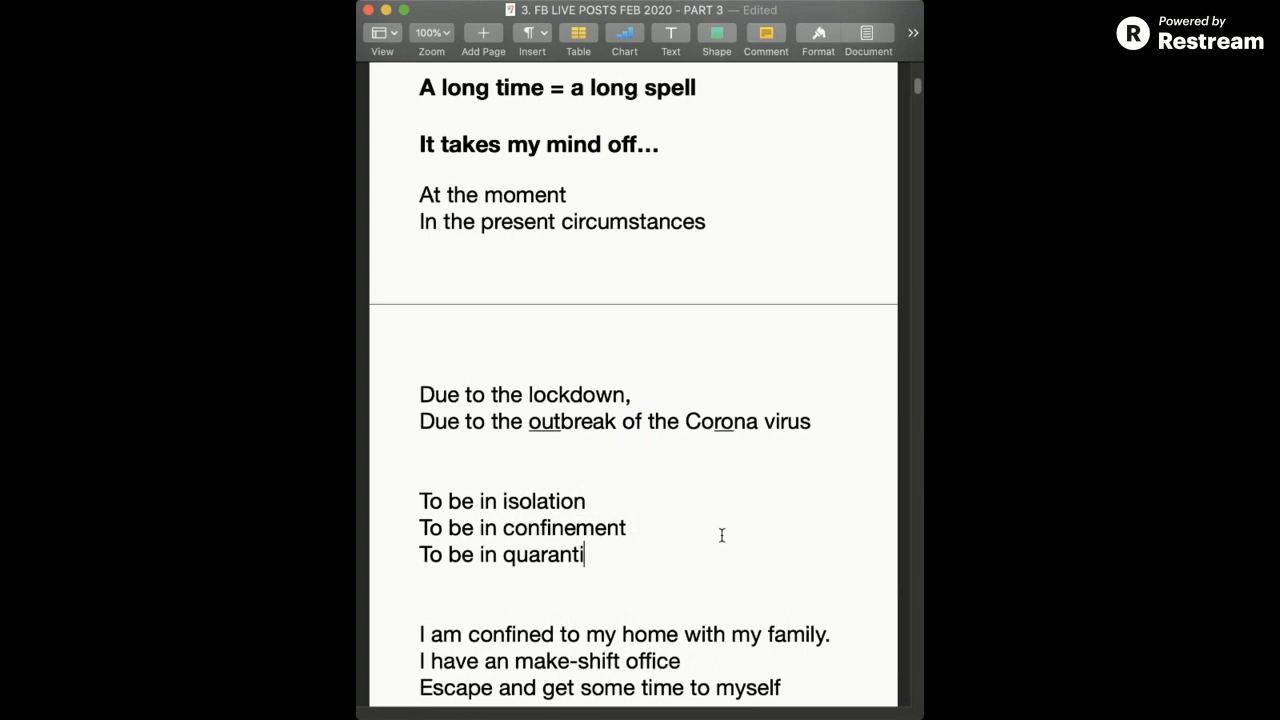 3. FB LIVE POSTS FEB 2020 - PART 3 — Edited
Powered by
R Restream
100%
View Zoom Add Page Insert Table Chart Text Shape Comment Format Document
A long time = a long spell
It takes my mind off…
At the moment
In the present circumstances
Due to the lockdown,
Due to the outbreak of the Corona virus
To be in isolation
To be in confinement
To be in quaranti
I am confined to my home with my family.
I have an make-shift office
Escape and get some time to myself